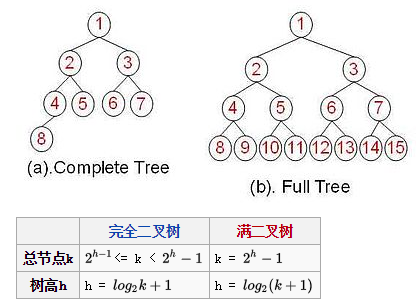 1 1
2 3 2 3
4 5 6 7 4 5 6 7
8 8 9 10 11 12 13 14 15
(a).Complete Tree
(b). Full Tree
完全二叉树 满二叉树
总节点k 2^{h-1}<= k < 2^h − 1 k = 2^h − 1
树高h h = log_2k + 1 h = log_2(k + 1)